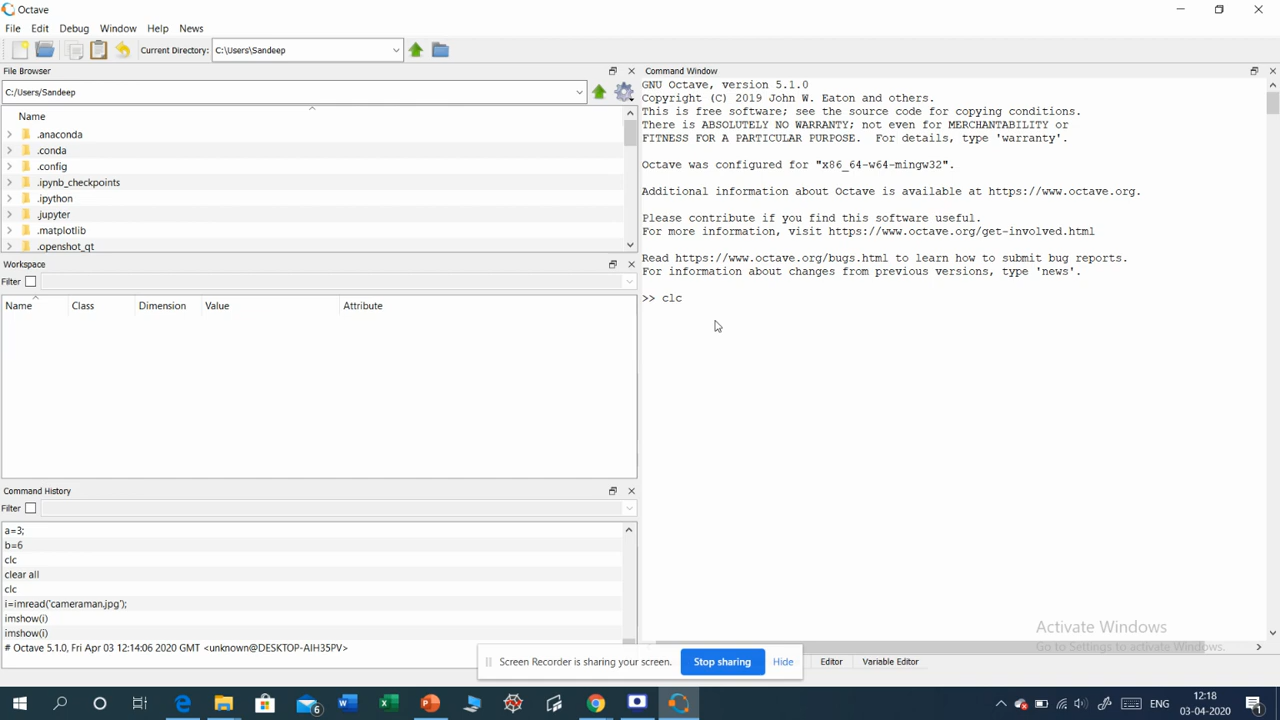 Octave
File Edit Debug Window Help News
Current Directory: C:\Users\Sandeep
File Browser
C:/Users/Sandeep
Name
.anaconda
.conda
.config
.ipynb_checkpoints
.ipython
.jupyter
.matplotlib
.openshot_qt
Workspace
Filter
Name Class Dimension Value Attribute
Command History
Filter
a=3;
b=6
clc
clear all
clc
i=imread('cameraman.jpg');
imshow(i)
imshow(i)
# Octave 5.1.0, Fri Apr 03 12:14:06 2020 GMT <unknown@DESKTOP-AIH35PV>
Command Window
GNU Octave, version 5.1.0
Copyright (C) 2019 John W. Eaton and others.
This is free software; see the source code for copying conditions.
There is ABSOLUTELY NO WARRANTY; not even for MERCHANTABILITY or
FITNESS FOR A PARTICULAR PURPOSE.  For details, type 'warranty'.
Octave was configured for "x86_64-w64-mingw32".
Additional information about Octave is available at https://www.octave.org.
Please contribute if you find this software useful.
For more information, visit https://www.octave.org/get-involved.html
Read https://www.octave.org/bugs.html to learn how to submit bug reports.
For information about changes from previous versions, type 'news'.
>> clc
Activate Windows
Go to Settings to activate Windows.
Screen Recorder is sharing your screen. Stop sharing Hide
Editor Variable Editor
6
ENG
12:18
03-04-2020
1